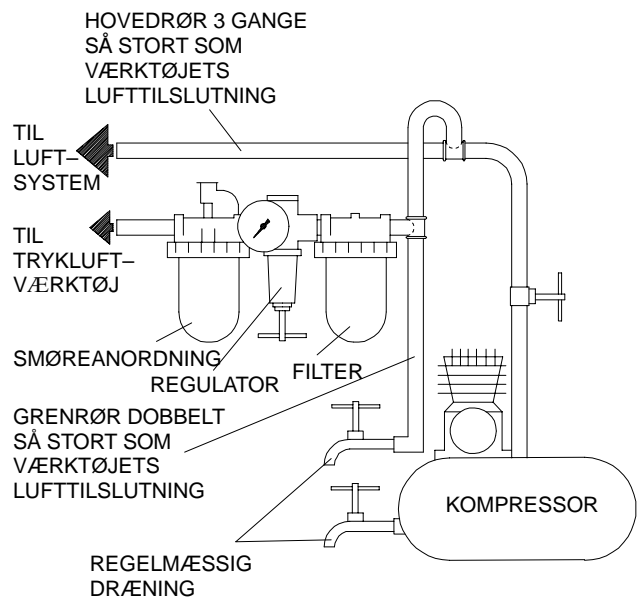 HOVEDRØR 3 GANGE
SÅ STORT SOM
VÆRKTØJETS
LUFTTILSLUTNING
TIL
LUFT–
SYSTEM
TIL
TRYKLUFT–
VÆRKTØJ
SMØREANORDNING
REGULATOR
FILTER
GRENRØR DOBBELT
SÅ STORT SOM
VÆRKTØJETS
LUFTTILSLUTNING
KOMPRESSOR
REGELMÆSSIG
DRÆNING